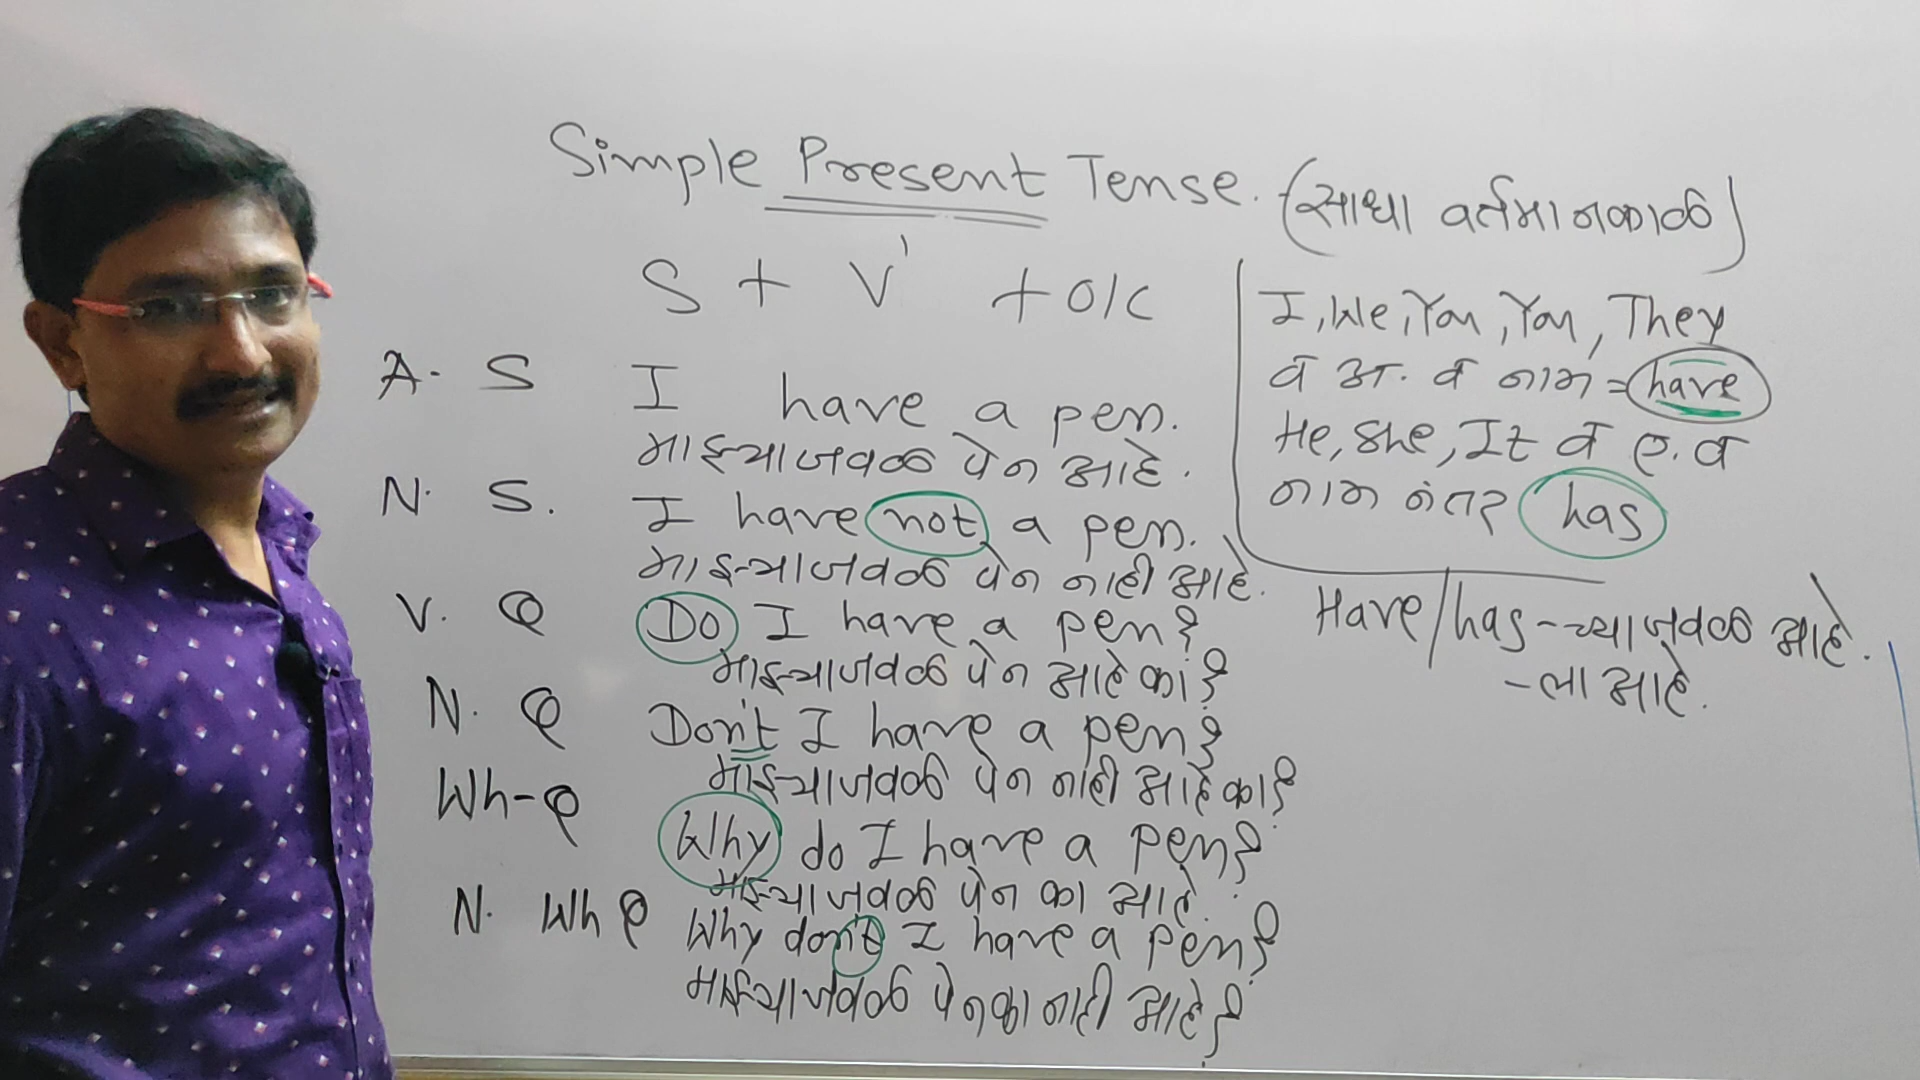 Simple Present Tense. (साधा वर्तमानकाळ)
S + V¹ + O/C
A. S I have a pen.
माझ्याजवळ पेन आहे.
N. S. I have not a pen.
माझ्याजवळ पेन नाही आहे.
V. Q Do I have a pen?
माझ्याजवळ पेन आहे का?
N. Q Don't I have a pen?
माझ्याजवळ पेन नाही आहे का?
Wh-Q Why do I have a pen?
माझ्याजवळ पेन का आहे.
N. Wh Q Why don't I have a pen?
माझ्याजवळ पेन का नाही आहे?
I, We, You, You, They
व अ. व नाम = have
He, She, It व ए. व
नाम नंतर has
Have/has - च्याजवळ आहे.
- ला आहे.